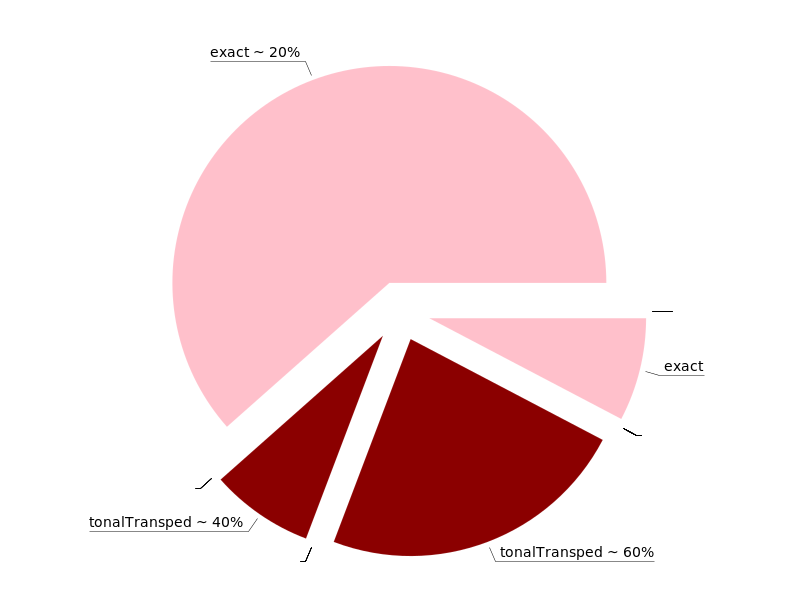 exact ~ 20%
exact
tonalTransped ~ 40%
tonalTransped ~ 60%